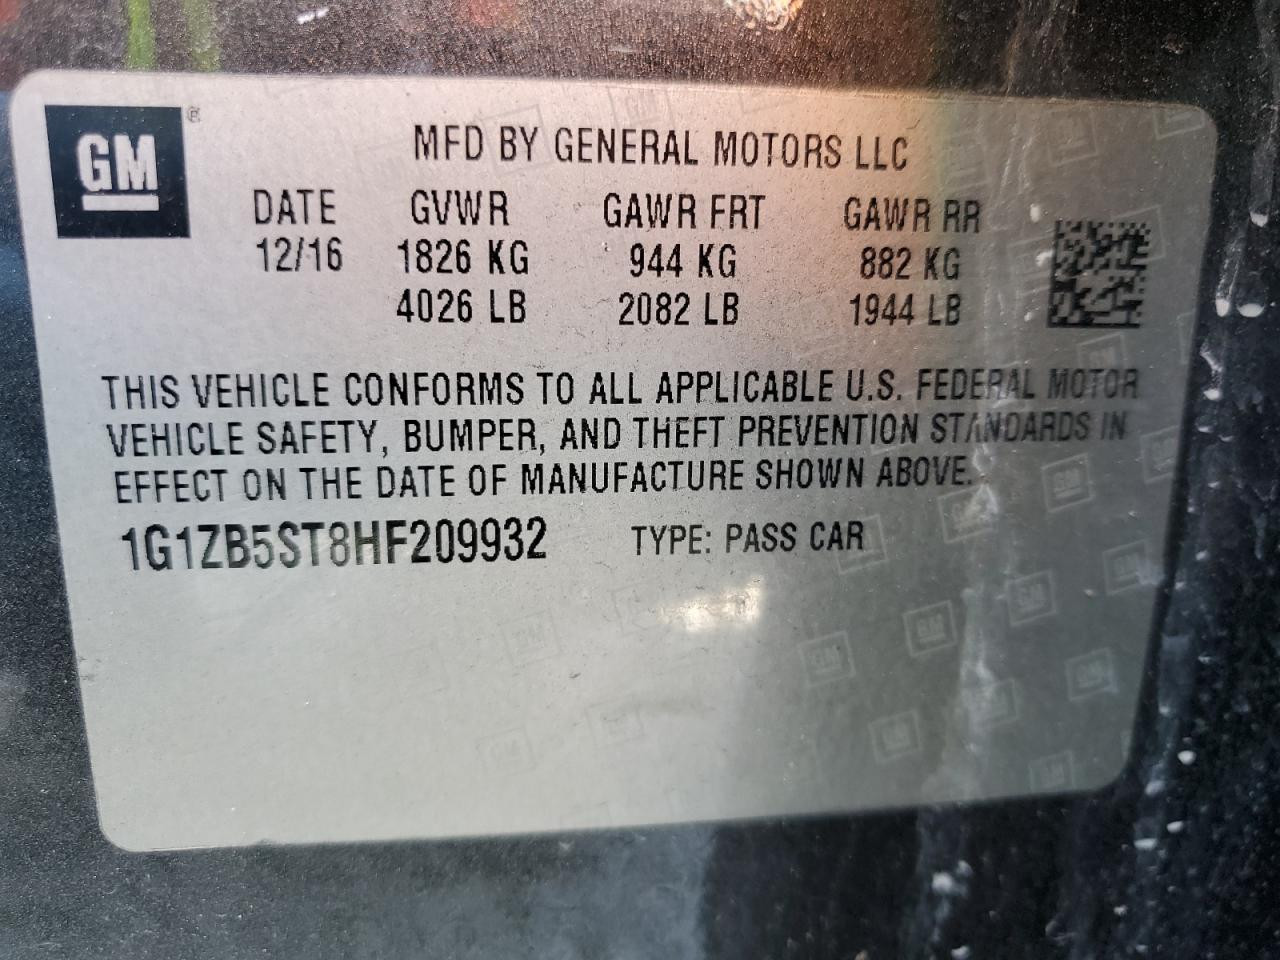 GM
®
MFD BY GENERAL MOTORS LLC
DATE GVWR GAWR FRT GAWR RR
12/16 1826 KG 944 KG 882 KG
4026 LB 2082 LB 1944 LB
THIS VEHICLE CONFORMS TO ALL APPLICABLE U.S. FEDERAL MOTOR
VEHICLE SAFETY, BUMPER, AND THEFT PREVENTION STANDARDS IN
EFFECT ON THE DATE OF MANUFACTURE SHOWN ABOVE.
1G1ZB5ST8HF209932 TYPE: PASS CAR